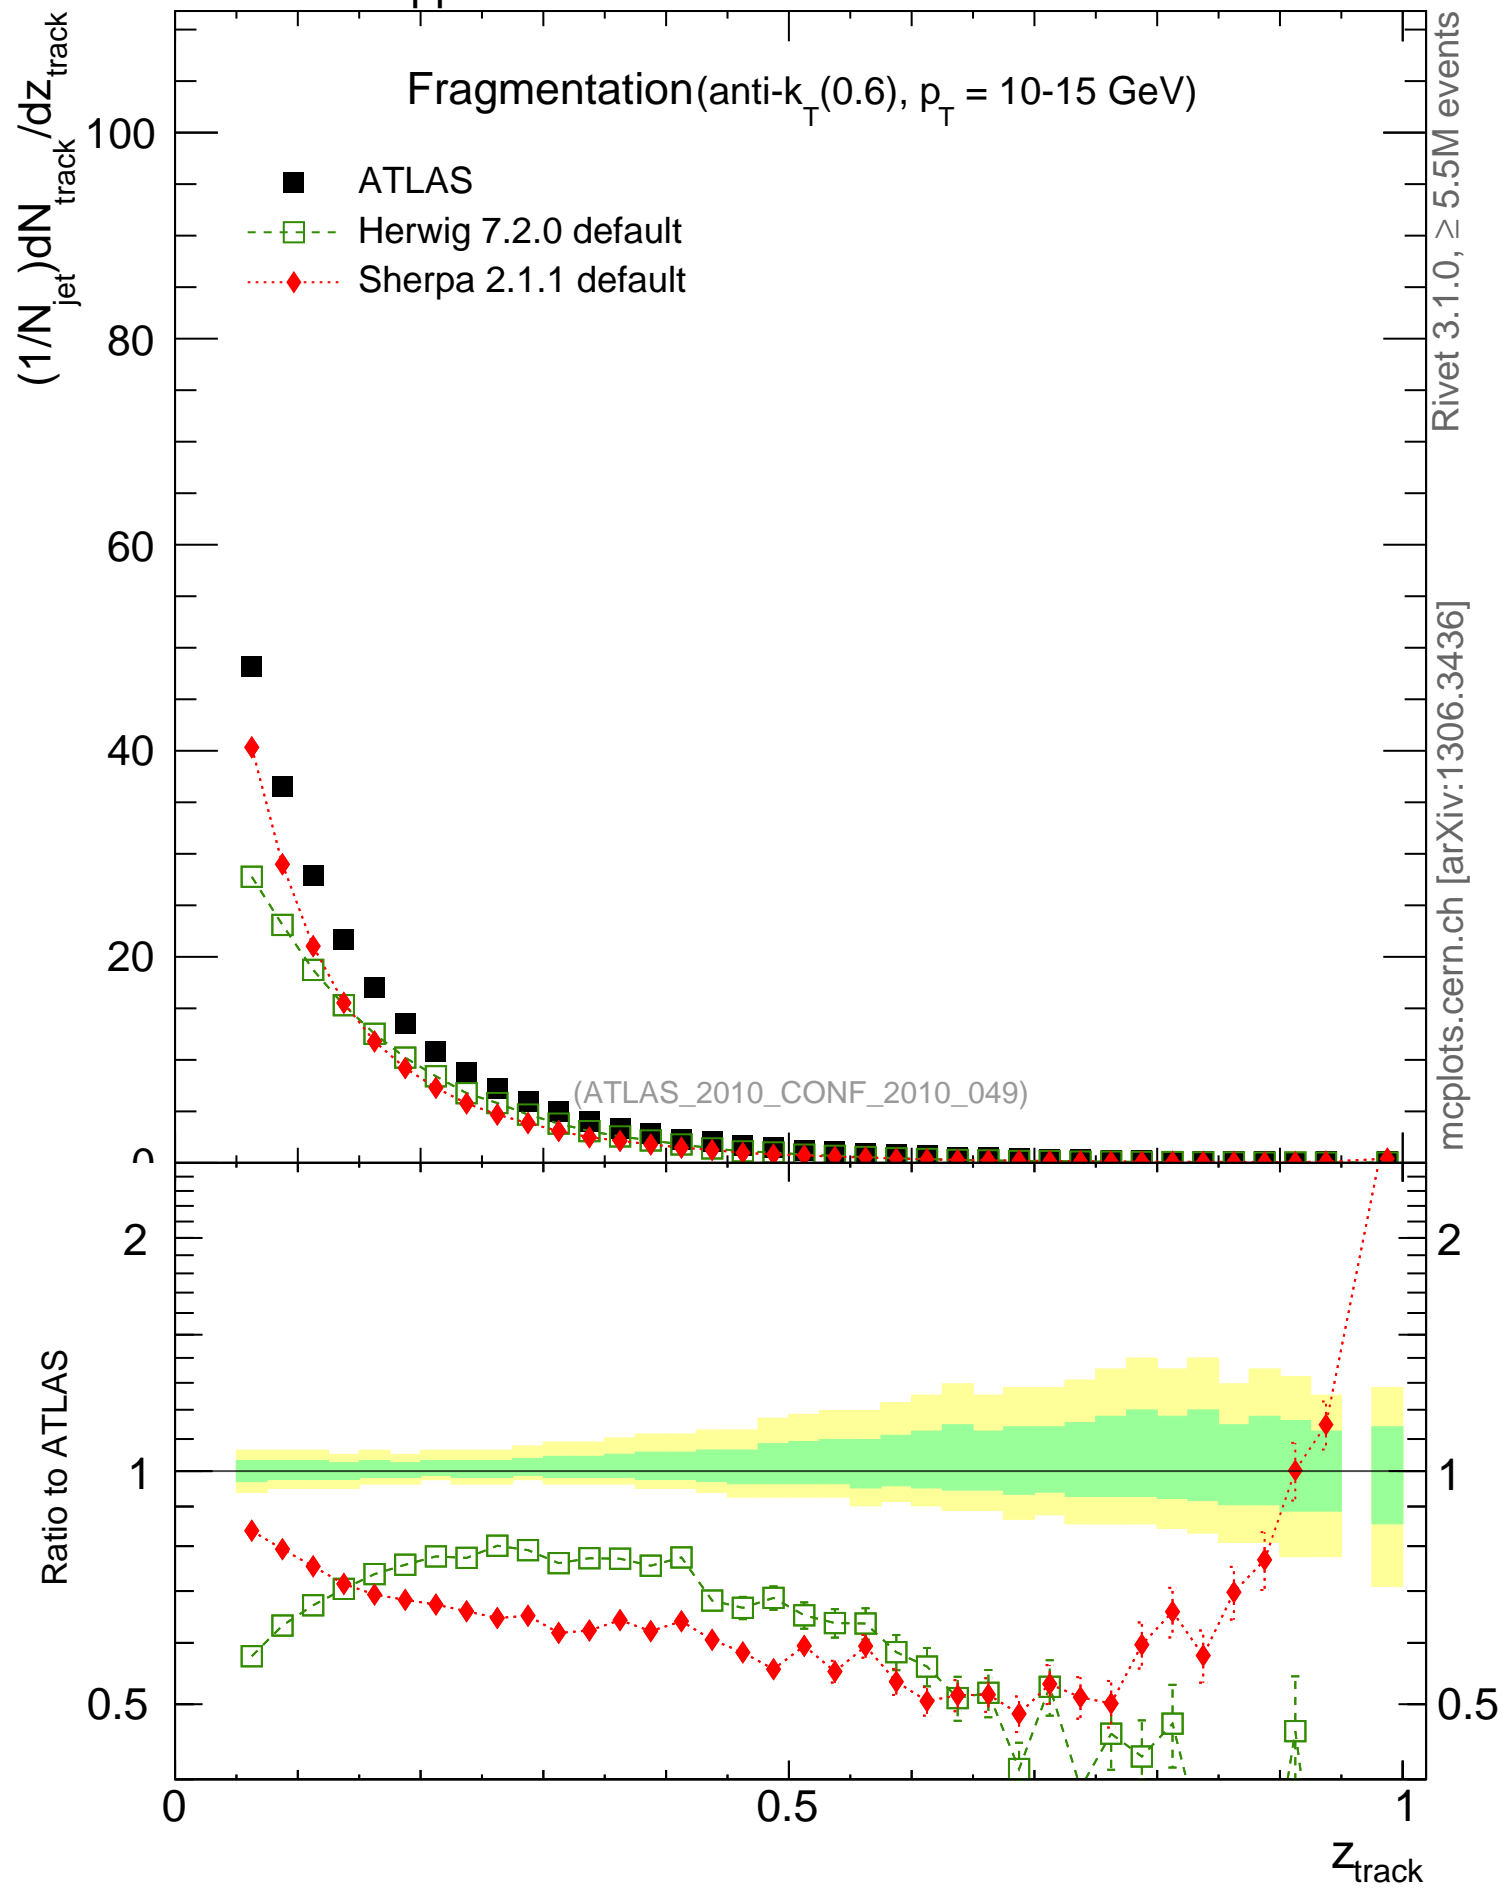 Fragmentation (anti-k_T(0.6), p_T = 10-15 GeV)
(1/N_jet)dN_track/dz_track
ATLAS
Herwig 7.2.0 default
Sherpa 2.1.1 default
100
80
60
40
20
0
(ATLAS_2010_CONF_2010_049)
Rivet 3.1.0, ≥ 5.5M events
mcplots.cern.ch [arXiv:1306.3436]
Ratio to ATLAS
2
1
0.5
2
1
0.5
0
0.5
1
z_track